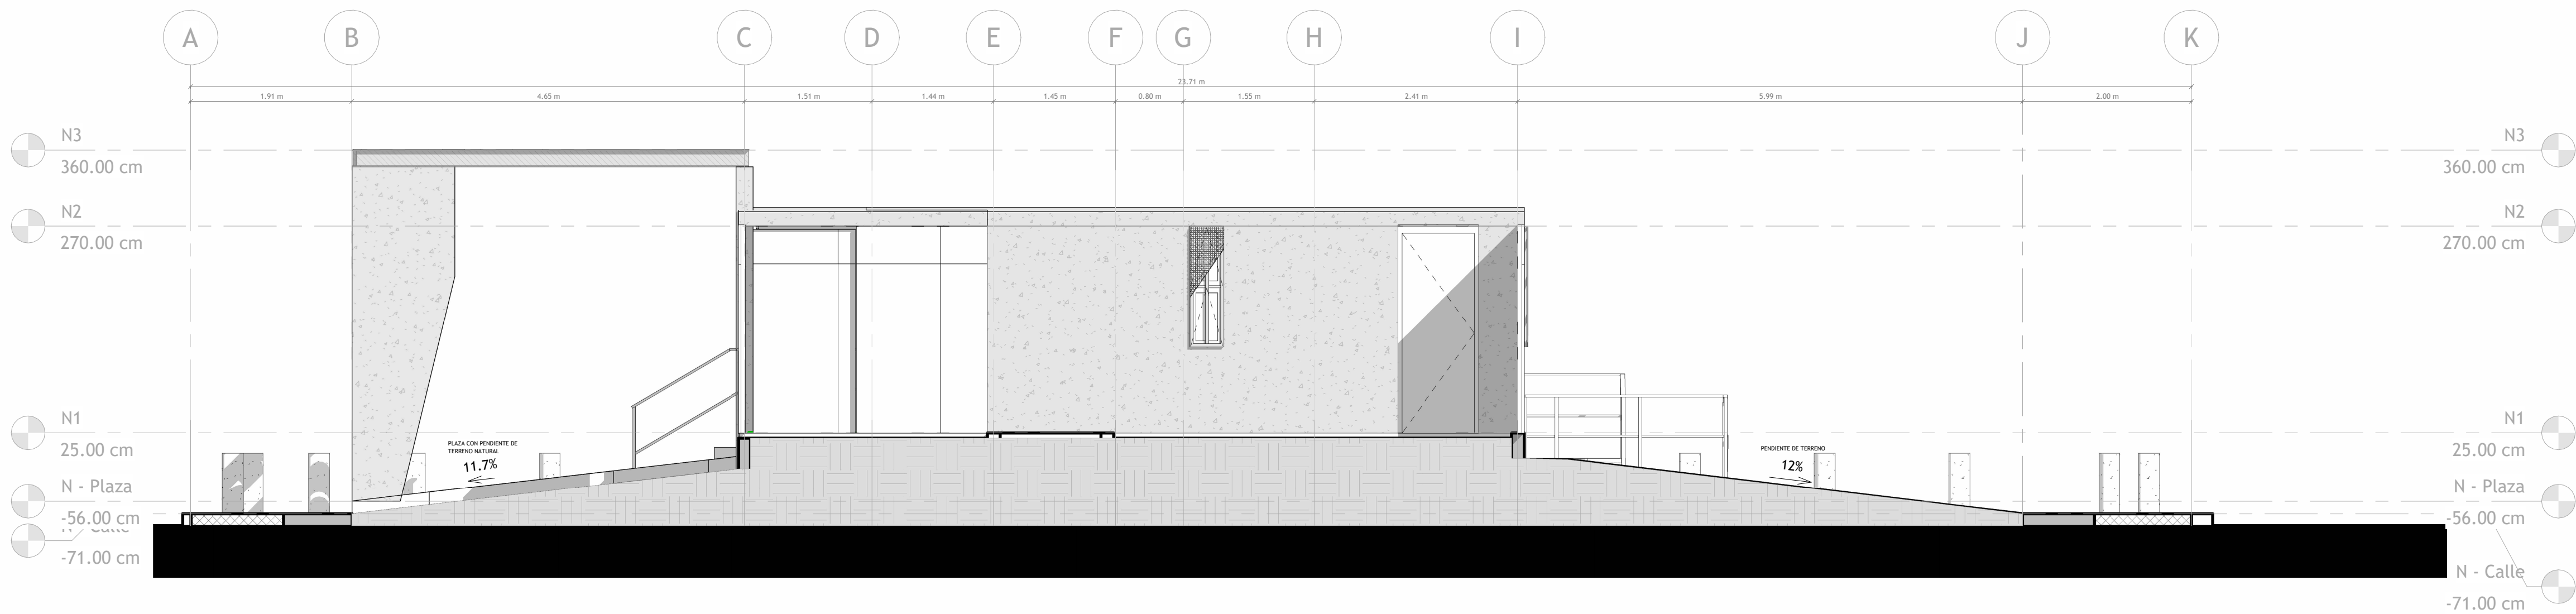 A B C D E F G H I J K
23.71 m
1.91 m 4.65 m 1.51 m 1.44 m 1.45 m 0.80 m 1.55 m 2.41 m 5.99 m 2.00 m
N3 N3
360.00 cm 360.00 cm
N2 N2
270.00 cm 270.00 cm
N1 N1
25.00 cm 25.00 cm
PLAZA CON PENDIENTE DE
TERRENO NATURAL
11.7%
PENDIENTE DE TERRENO
12%
N - Plaza N - Plaza
-56.00 cm -56.00 cm
N - Calle N - Calle
-71.00 cm -71.00 cm